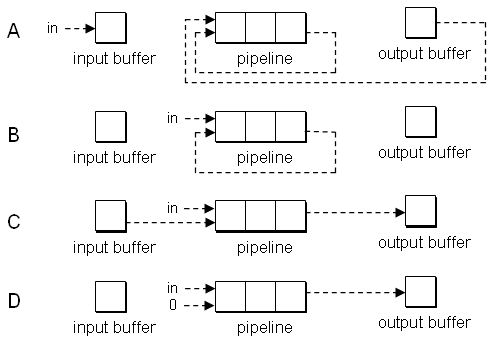 A
in
input buffer
pipeline
output buffer
B
in
input buffer
pipeline
output buffer
C
in
input buffer
pipeline
output buffer
D
in
0
input buffer
pipeline
output buffer